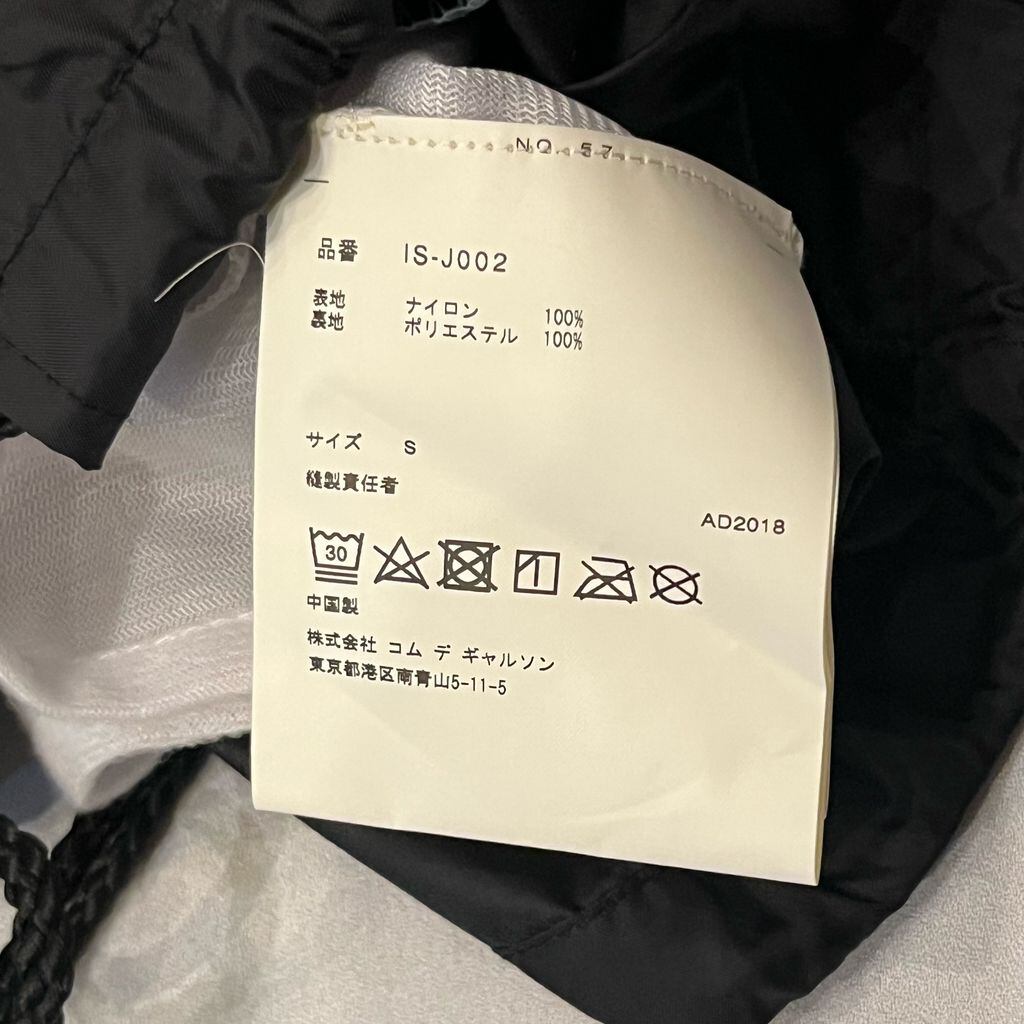 NO. 57
品番 IS-J002
表地 ナイロン 100%
裏地 ポリエステル 100%
サイズ S
縫製責任者
AD2018
30
中国製
株式会社 コム デ ギャルソン
東京都港区南青山5-11-5